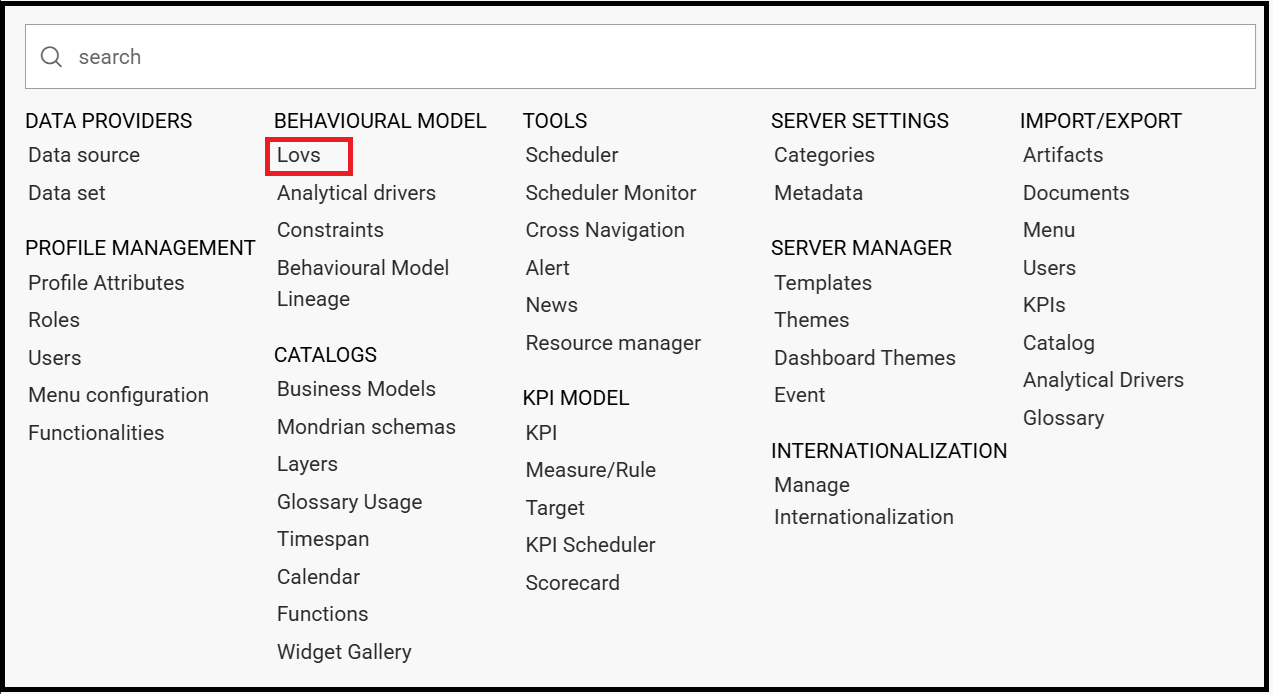 search
DATA PROVIDERS
Data source
Data set
PROFILE MANAGEMENT
Profile Attributes
Roles
Users
Menu configuration
Functionalities
BEHAVIOURAL MODEL
Lovs
Analytical drivers
Constraints
Behavioural Model
Lineage
CATALOGS
Business Models
Mondrian schemas
Layers
Glossary Usage
Timespan
Calendar
Functions
Widget Gallery
TOOLS
Scheduler
Scheduler Monitor
Cross Navigation
Alert
News
Resource manager
KPI MODEL
KPI
Measure/Rule
Target
KPI Scheduler
Scorecard
SERVER SETTINGS
Categories
Metadata
SERVER MANAGER
Templates
Themes
Dashboard Themes
Event
INTERNATIONALIZATION
Manage
Internationalization
IMPORT/EXPORT
Artifacts
Documents
Menu
Users
KPIs
Catalog
Analytical Drivers
Glossary